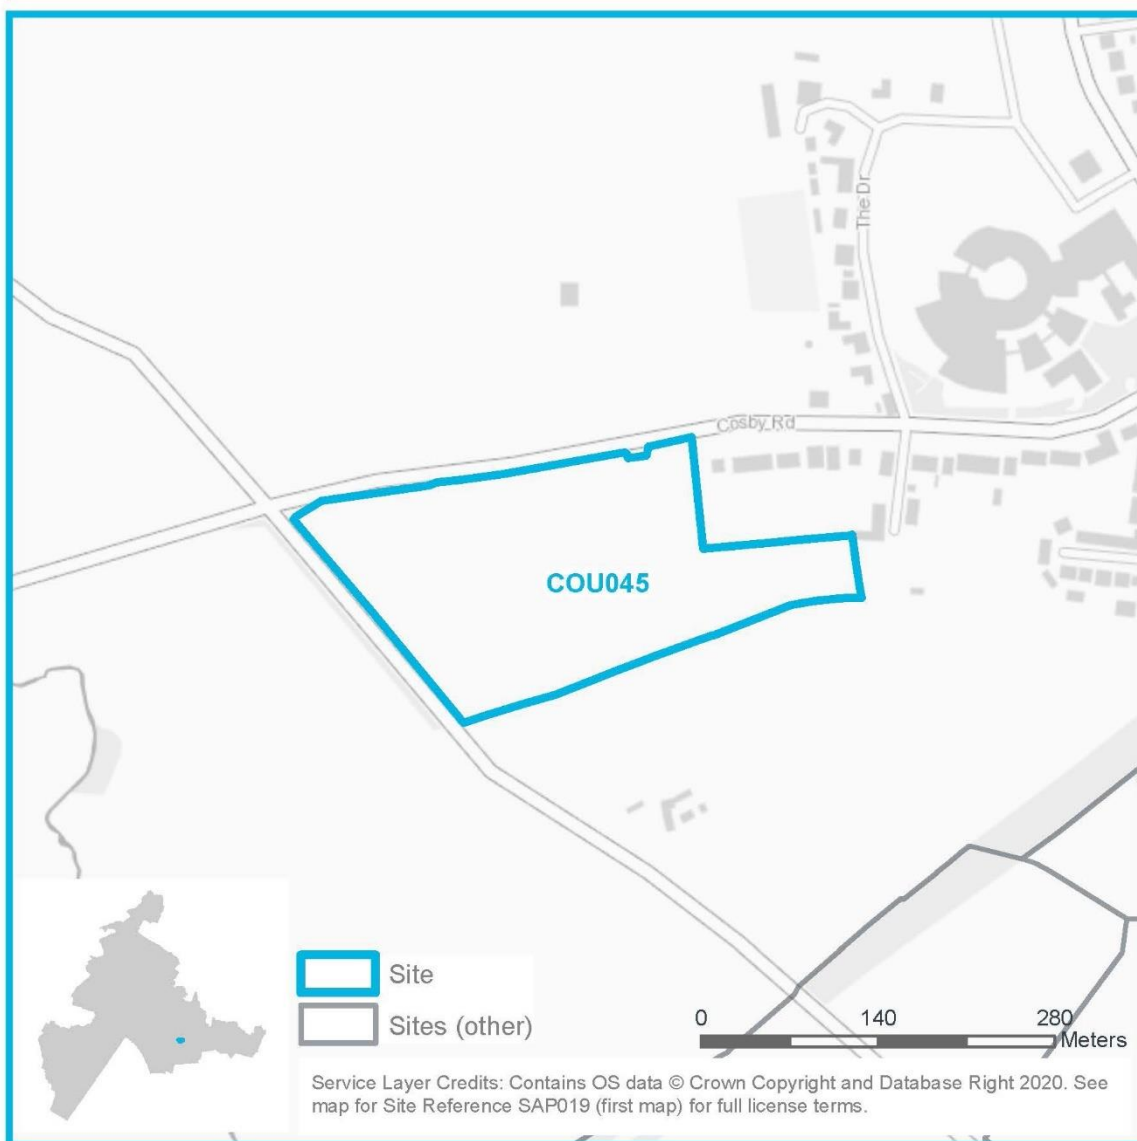 The Dr
Cosby Rd
COU045
Site
Sites (other)
0 140 280
Meters
Service Layer Credits: Contains OS data © Crown Copyright and Database Right 2020. See
map for Site Reference SAP019 (first map) for full license terms.